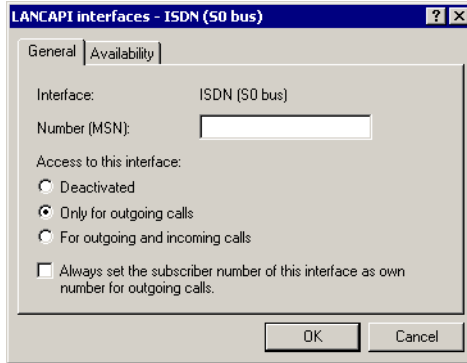 LANCAPI interfaces - ISDN (S0 bus)
General
Availability
Interface:
ISDN (S0 bus)
Number (MSN):
Access to this interface:
Deactivated
Only for outgoing calls
For outgoing and incoming calls
Always set the subscriber number of this interface as own
number for outgoing calls.
OK
Cancel